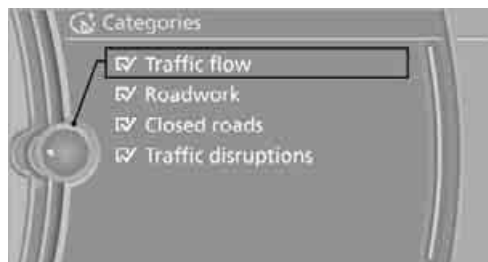 Categories
Traffic flow
Roadwork
Closed roads
Traffic disruptions